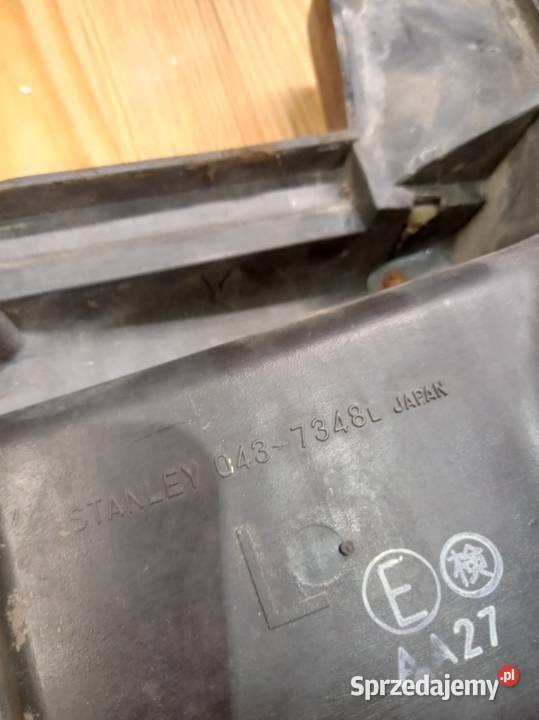 STANLEY 043-7348L JAPAN
L
E 検
AA27
Sprzedajemy.pl